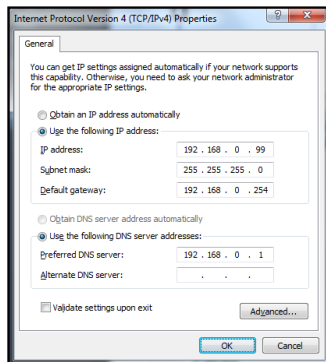 Internet Protocol Version 4 (TCP/IPv4) Properties
General
You can get IP settings assigned automatically if your network supports
this capability. Otherwise, you need to ask your network administrator
for the appropriate IP settings.
Obtain an IP address automatically
Use the following IP address:
IP address: 192 . 168 . 0 . 99
Subnet mask: 255 . 255 . 255 . 0
Default gateway: 192 . 168 . 0 . 254
Obtain DNS server address automatically
Use the following DNS server addresses:
Preferred DNS server: 192 . 168 . 0 . 1
Alternate DNS server: . . .
Validate settings upon exit
Advanced...
OK Cancel